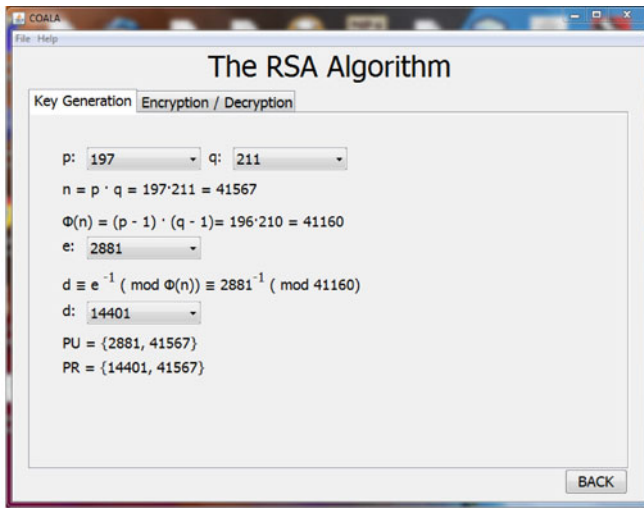 COALA
File Help
The RSA Algorithm
Key Generation Encryption / Decryption
p: 197 q: 211
n = p · q = 197·211 = 41567
Φ(n) = (p - 1) · (q - 1)= 196·210 = 41160
e: 2881
d ≡ e⁻¹ ( mod Φ(n)) ≡ 2881⁻¹ ( mod 41160)
d: 14401
PU = {2881, 41567}
PR = {14401, 41567}
BACK